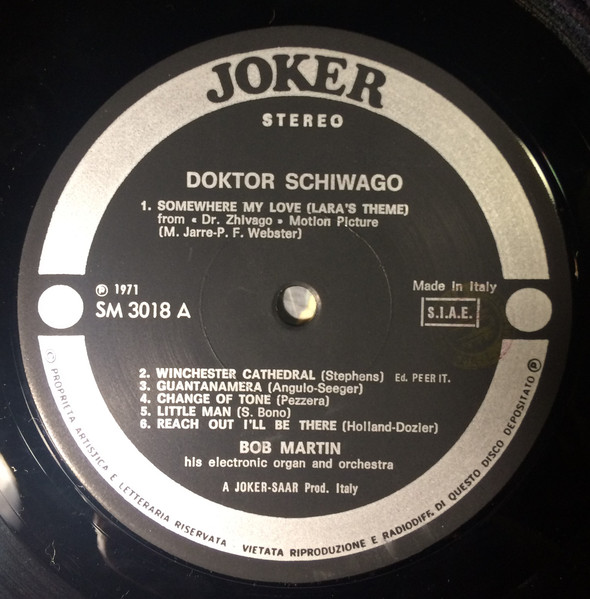 JOKER
STEREO
DOKTOR SCHIWAGO
1. SOMEWHERE MY LOVE (LARA'S THEME)
from « Dr. Zhivago » Motion Picture
(M. Jarre-P. F. Webster)
℗ 1971
SM 3018 A
Made in Italy
S.I.A.E.
2. WINCHESTER CATHEDRAL (Stephens) Ed. PEER IT.
3. GUANTANAMERA (Angulo-Seeger)
4. CHANGE OF TONE (Pezzera)
5. LITTLE MAN (S. Bono)
6. REACH OUT I'LL BE THERE (Holland-Dozier)
BOB MARTIN
his electronic organ and orchestra
A JOKER-SAAR Prod. Italy
© PROPRIETA ARTISTICA E LETTERARIA RISERVATA - VIETATA RIPRODUZIONE E RADIODIFF. DI QUESTO DISCO DEPOSITATO ℗